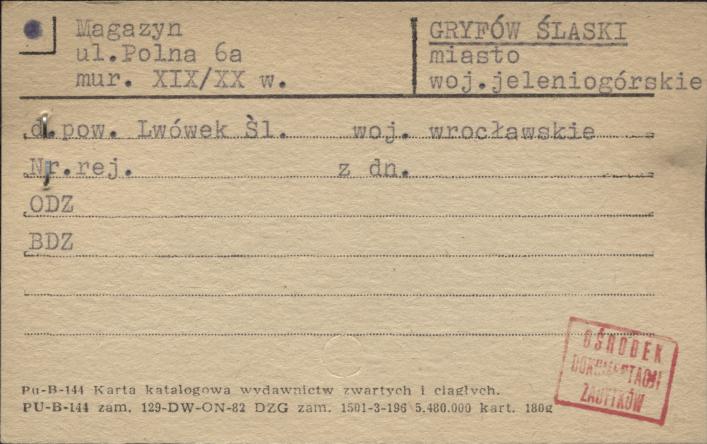 Magazyn
ul.Polna 6a
mur. XIX/XX w.
GRYFÓW ŚLASKI
miasto
woj.jeleniogórskie
d.pow. Lwówek Śl. woj. wrocławskie
Nr.rej. z dn.
ODZ
BDZ
Pu-B-144 Karta katalogowa wydawnictw zwartych i ciągłych.
PU-B-144 zam. 129-DW-ON-82 DZG zam. 1501-3-196 5.480.000 kart. 180g
OŚRODEK
DOKUMENTACJI
ZABYTKÓW